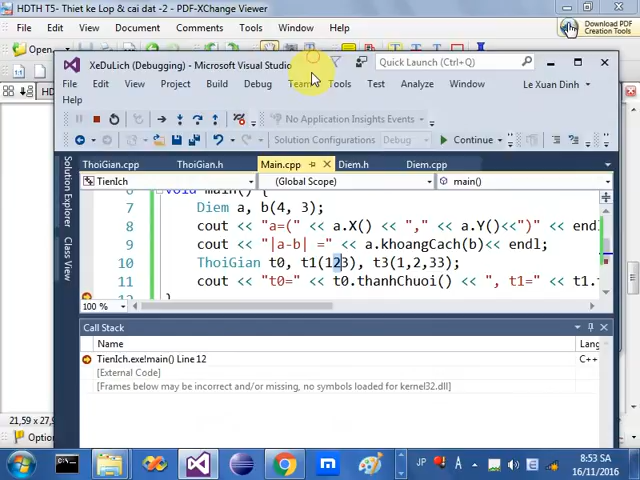 HDTH T5- Thiet ke Lop & cai dat -2 - PDF-XChange Viewer
File Edit View Document Comments Tools Window Help
Open...
Download PDF
Creation Tools
XeDuLich (Debugging) - Microsoft Visual Studio
Quick Launch (Ctrl+Q)
File Edit View Project Build Debug Team Tools Test Analyze Window
Le Xuan Dinh
Help
No Application Insights Events
Solution Configurations Debug
Continue
ThoiGian.cpp ThoiGian.h Main.cpp Diem.h Diem.cpp
TienIch (Global Scope) main()
Solution Explorer
Class View
6 void main() {
7 Diem a, b(4, 3);
8 cout << "a=(" << a.X() << "," << a.Y()<<")" << endl
9 cout << "|a-b| =" << a.khoangCach(b)<< endl;
10 ThoiGian t0, t1(123), t3(1,2,33);
11 cout << "t0=" << t0.thanhChuoi() << ", t1=" << t1.
12 }
100 %
Call Stack
Name Lang
TienIch.exe!main() Line 12 C++
[External Code]
[Frames below may be incorrect and/or missing, no symbols loaded for kernel32.dll]
21,59 x
Options
JP
8:53 SA
16/11/2016